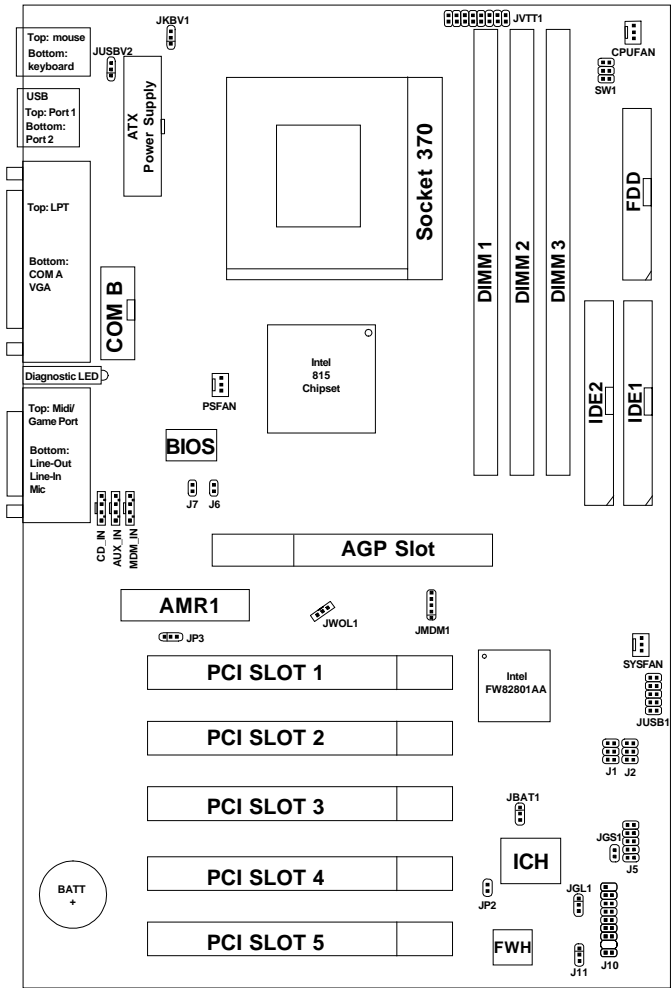 JKBV1
JVTT1
Top: mouse
Bottom:
keyboard
JUSBV2
CPUFAN
SW1
USB
Top: Port 1
Bottom:
Port 2
ATX
Power Supply
Socket 370
DIMM 1
DIMM 2
DIMM 3
FDD
Top: LPT
Bottom:
COM A
VGA
COM B
Intel
815
Chipset
IDE2
IDE1
Diagnostic LED
PSFAN
Top: Midi/
Game Port
Bottom:
Line-Out
Line-In
Mic
BIOS
J7
J6
CD_IN
AUX_IN
MDM_IN
AGP Slot
AMR1
JWOL1
JMDM1
JP3
SYSFAN
PCI SLOT 1
Intel
FW82801AA
JUSB1
PCI SLOT 2
J1
J2
PCI SLOT 3
JBAT1
JGS1
J5
ICH
BATT
+
PCI SLOT 4
JP2
JGL1
PCI SLOT 5
FWH
J11
J10